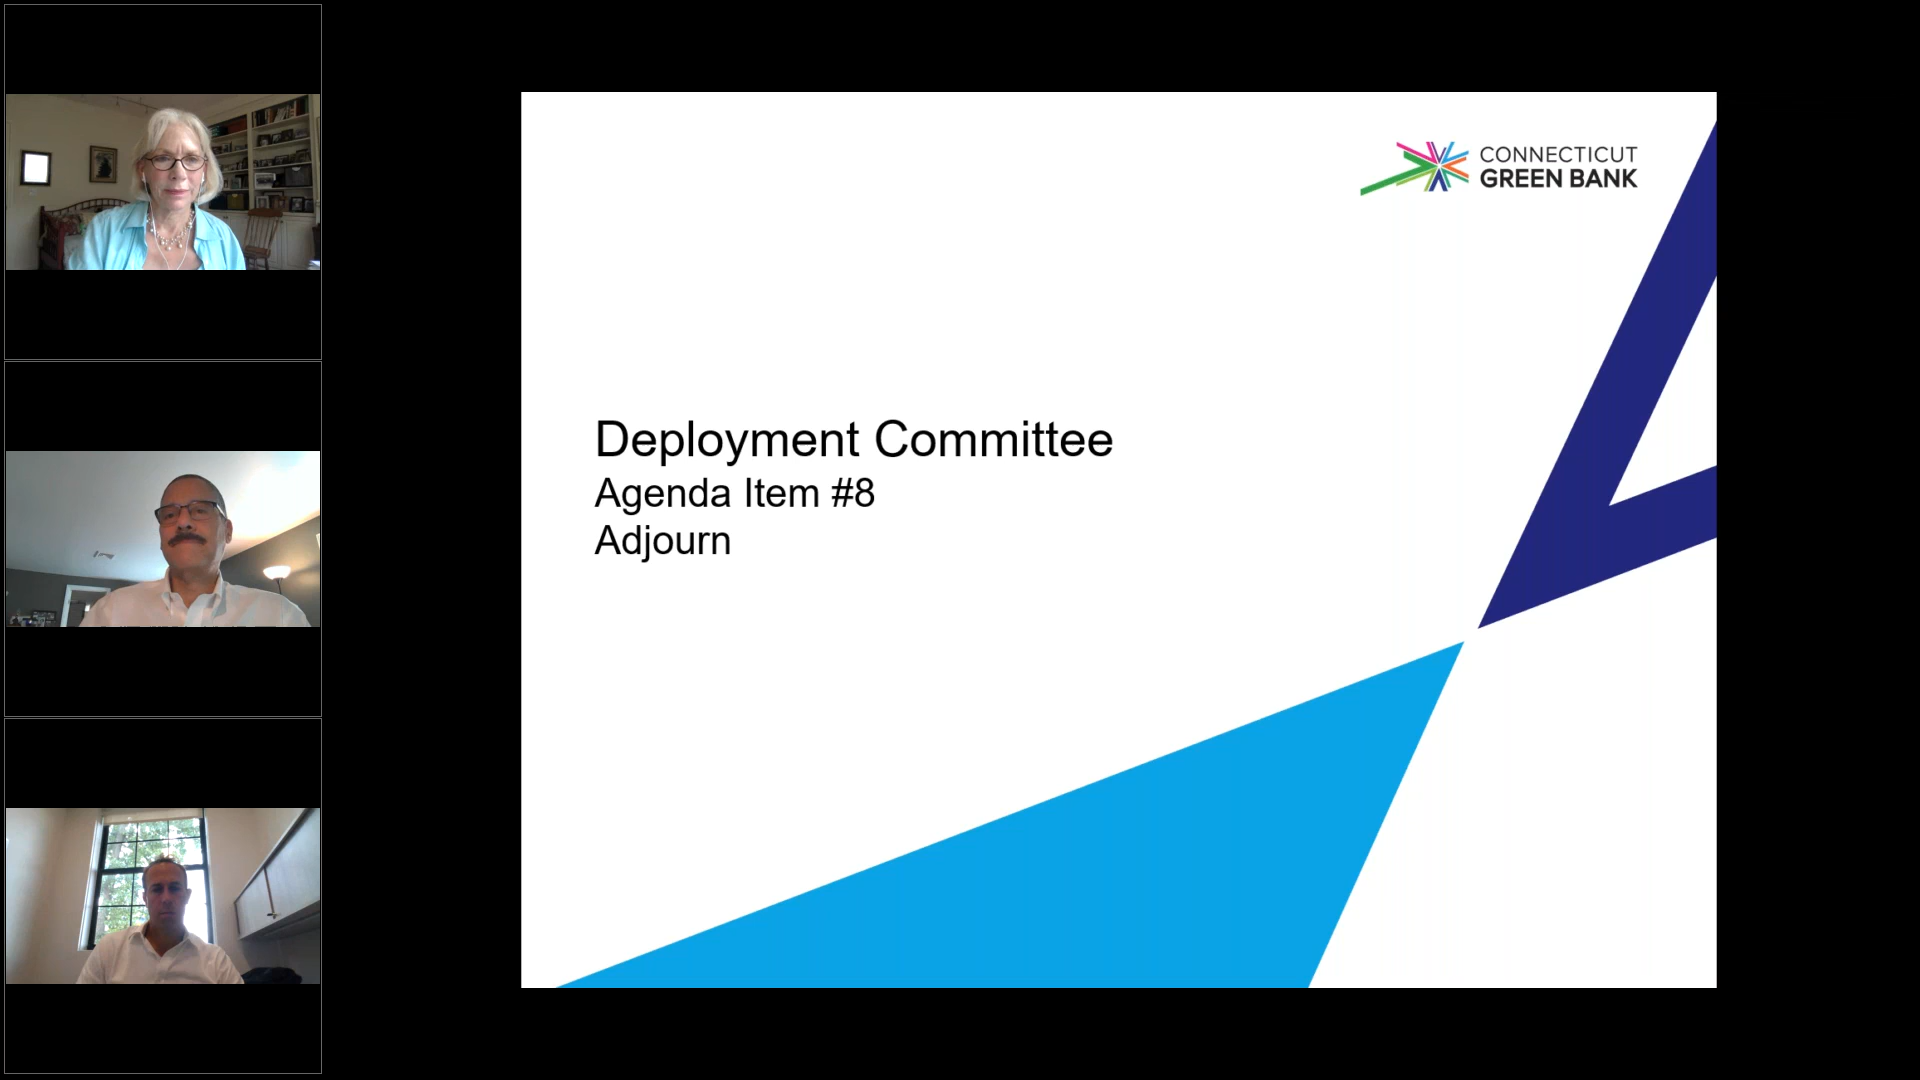 CONNECTICUT
GREEN BANK
Deployment Committee
Agenda Item #8
Adjourn